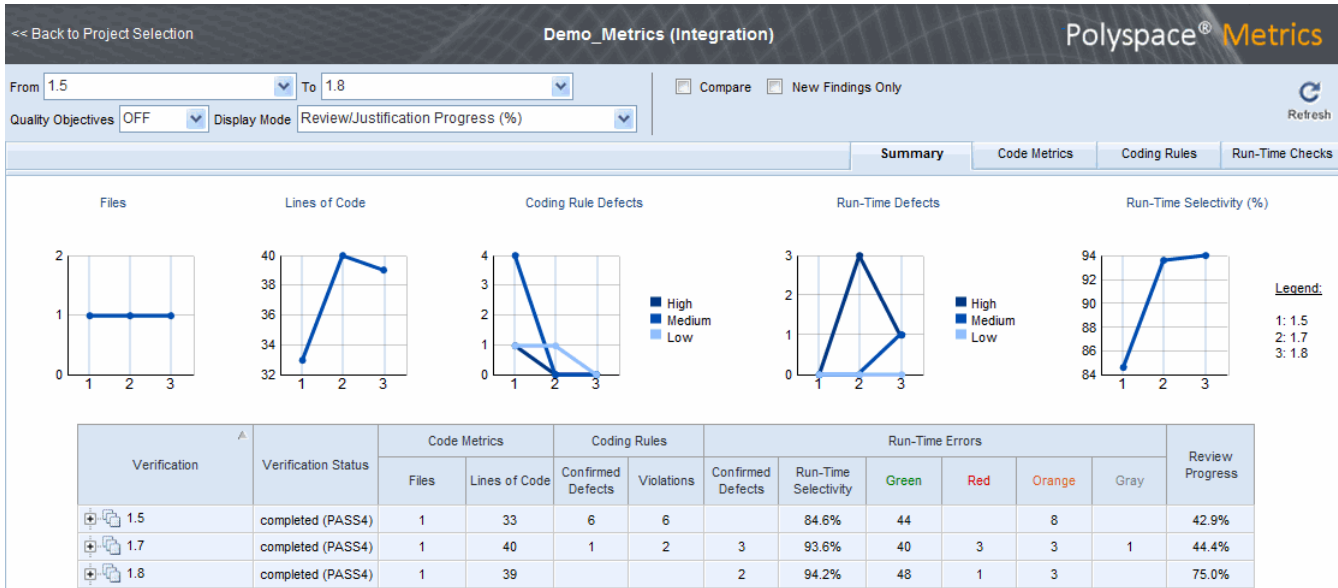 << Back to Project Selection
Demo_Metrics (Integration)
Polyspace® Metrics
From 1.5 To 1.8
Compare New Findings Only
Refresh
Quality Objectives OFF Display Mode Review/Justification Progress (%)
Summary Code Metrics Coding Rules Run-Time Checks
Files
2
1
0
1 2 3
Lines of Code
40
38
36
34
32
1 2 3
Coding Rule Defects
4
3
2
1
0
1 2 3
High
Medium
Low
Run-Time Defects
3
2
1
0
1 2 3
High
Medium
Low
Run-Time Selectivity (%)
94
92
90
88
86
84
1 2 3
Legend:
1: 1.5
2: 1.7
3: 1.8
Verification Verification Status Code Metrics Coding Rules Run-Time Errors Review Progress
Files Lines of Code Confirmed Defects Violations Confirmed Defects Run-Time Selectivity Green Red Orange Gray
1.5 completed (PASS4) 1 33 6 6 84.6% 44 8 42.9%
1.7 completed (PASS4) 1 40 1 2 3 93.6% 40 3 3 1 44.4%
1.8 completed (PASS4) 1 39 2 94.2% 48 1 3 75.0%